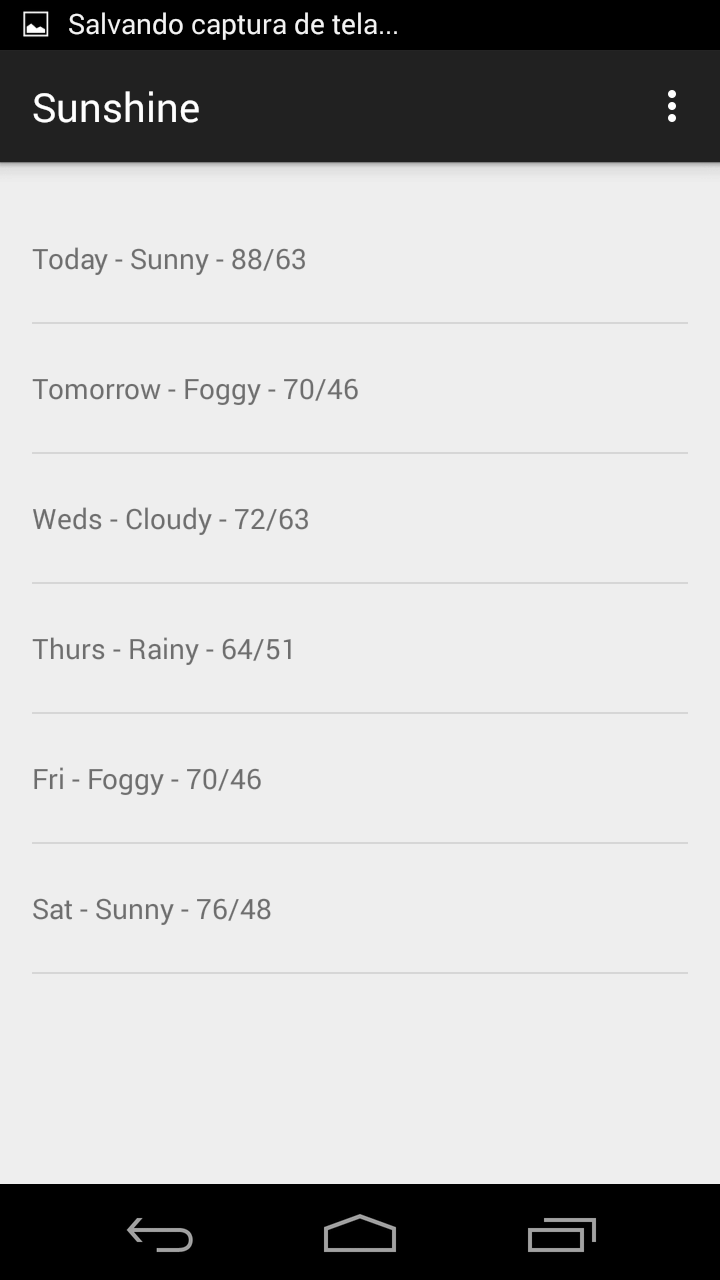 Salvando captura de tela...
Sunshine
Today - Sunny - 88/63
Tomorrow - Foggy - 70/46
Weds - Cloudy - 72/63
Thurs - Rainy - 64/51
Fri - Foggy - 70/46
Sat - Sunny - 76/48